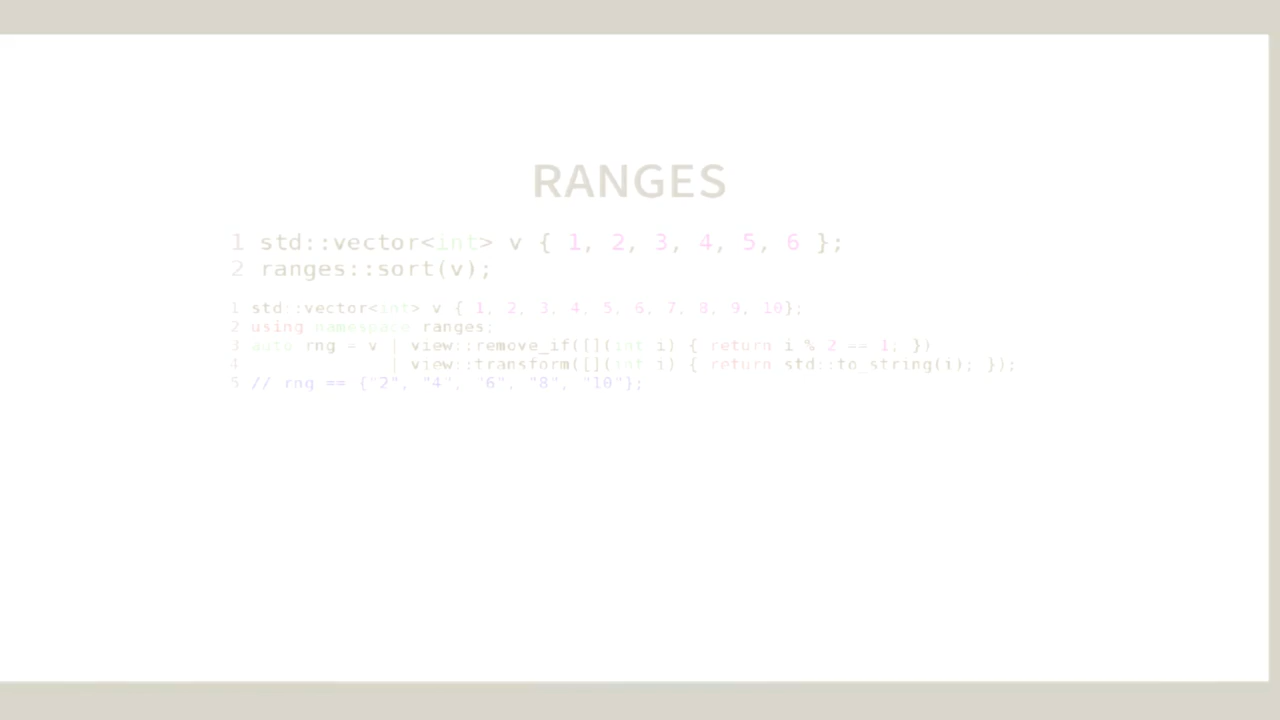 RANGES
1 std::vector<int> v { 1, 2, 3, 4, 5, 6 };
2 ranges::sort(v);
1 std::vector<int> v { 1, 2, 3, 4, 5, 6, 7, 8, 9, 10};
2 using namespace ranges;
3 auto rng = v | view::remove_if([](int i) { return i % 2 == 1; })
4              | view::transform([](int i) { return std::to_string(i); });
5 // rng == {"2", "4", "6", "8", "10"};